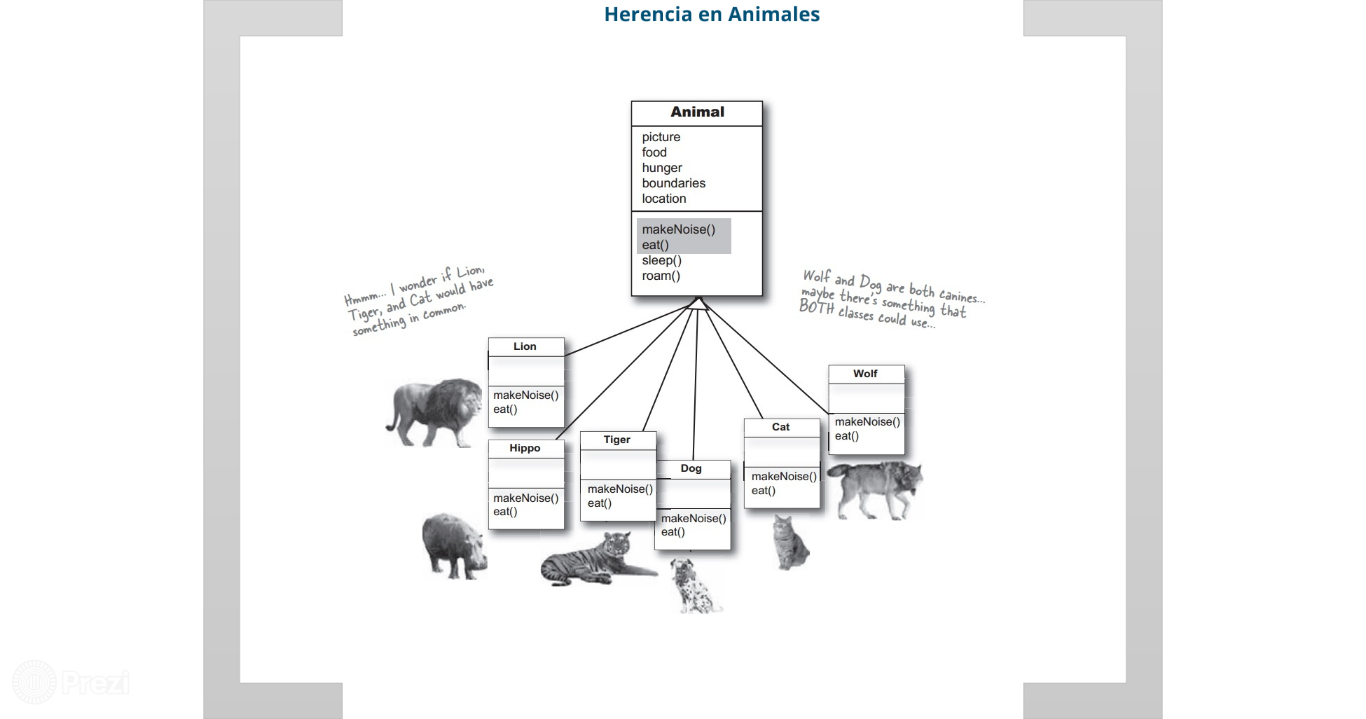 Herencia en Animales
Animal
picture
food
hunger
boundaries
location
makeNoise()
eat()
sleep()
roam()
Hmmm... I wonder if Lion,
Tiger, and Cat would have
something in common.
Wolf and Dog are both canines...
maybe there's something that
BOTH classes could use...
Lion
makeNoise()
eat()
Hippo
makeNoise()
eat()
Tiger
makeNoise()
eat()
Dog
makeNoise()
eat()
Cat
makeNoise()
eat()
Wolf
makeNoise()
eat()
Prezi